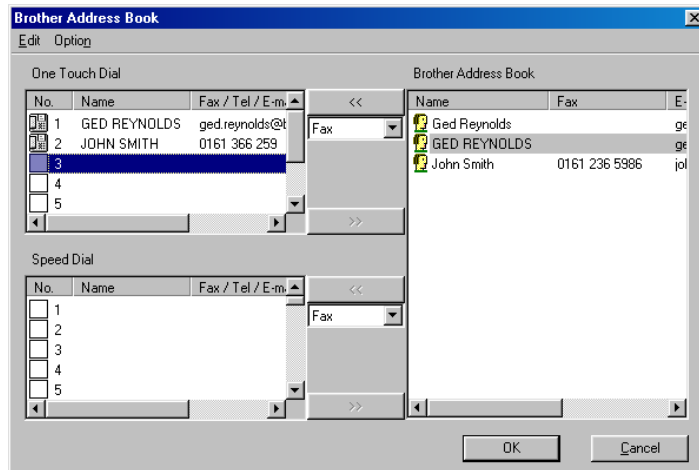 Brother Address Book
Edit Option
One Touch Dial
No. Name Fax / Tel / E-m
1 GED REYNOLDS ged.reynolds@b
2 JOHN SMITH 0161 366 259
3
4
5
<<
Fax
>>
Brother Address Book
Name Fax E-
Ged Reynolds ge
GED REYNOLDS ge
John Smith 0161 236 5986 jol
Speed Dial
No. Name Fax / Tel / E-m
1
2
3
4
5
<<
Fax
>>
OK Cancel